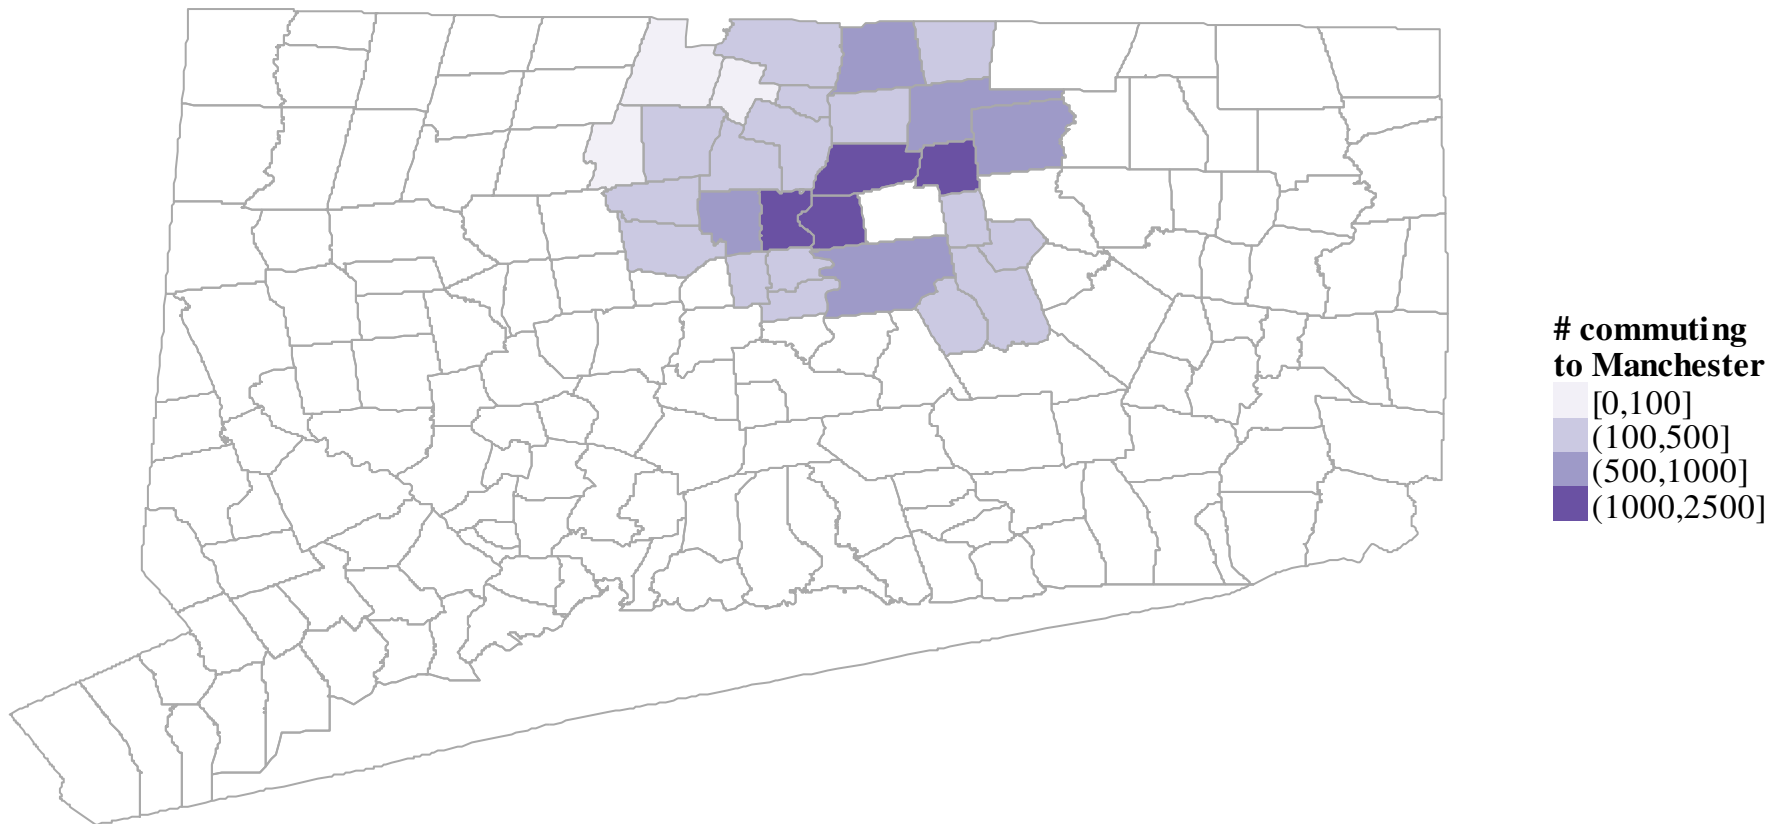 # commuting
to Manchester
[0,100]
(100,500]
(500,1000]
(1000,2500]